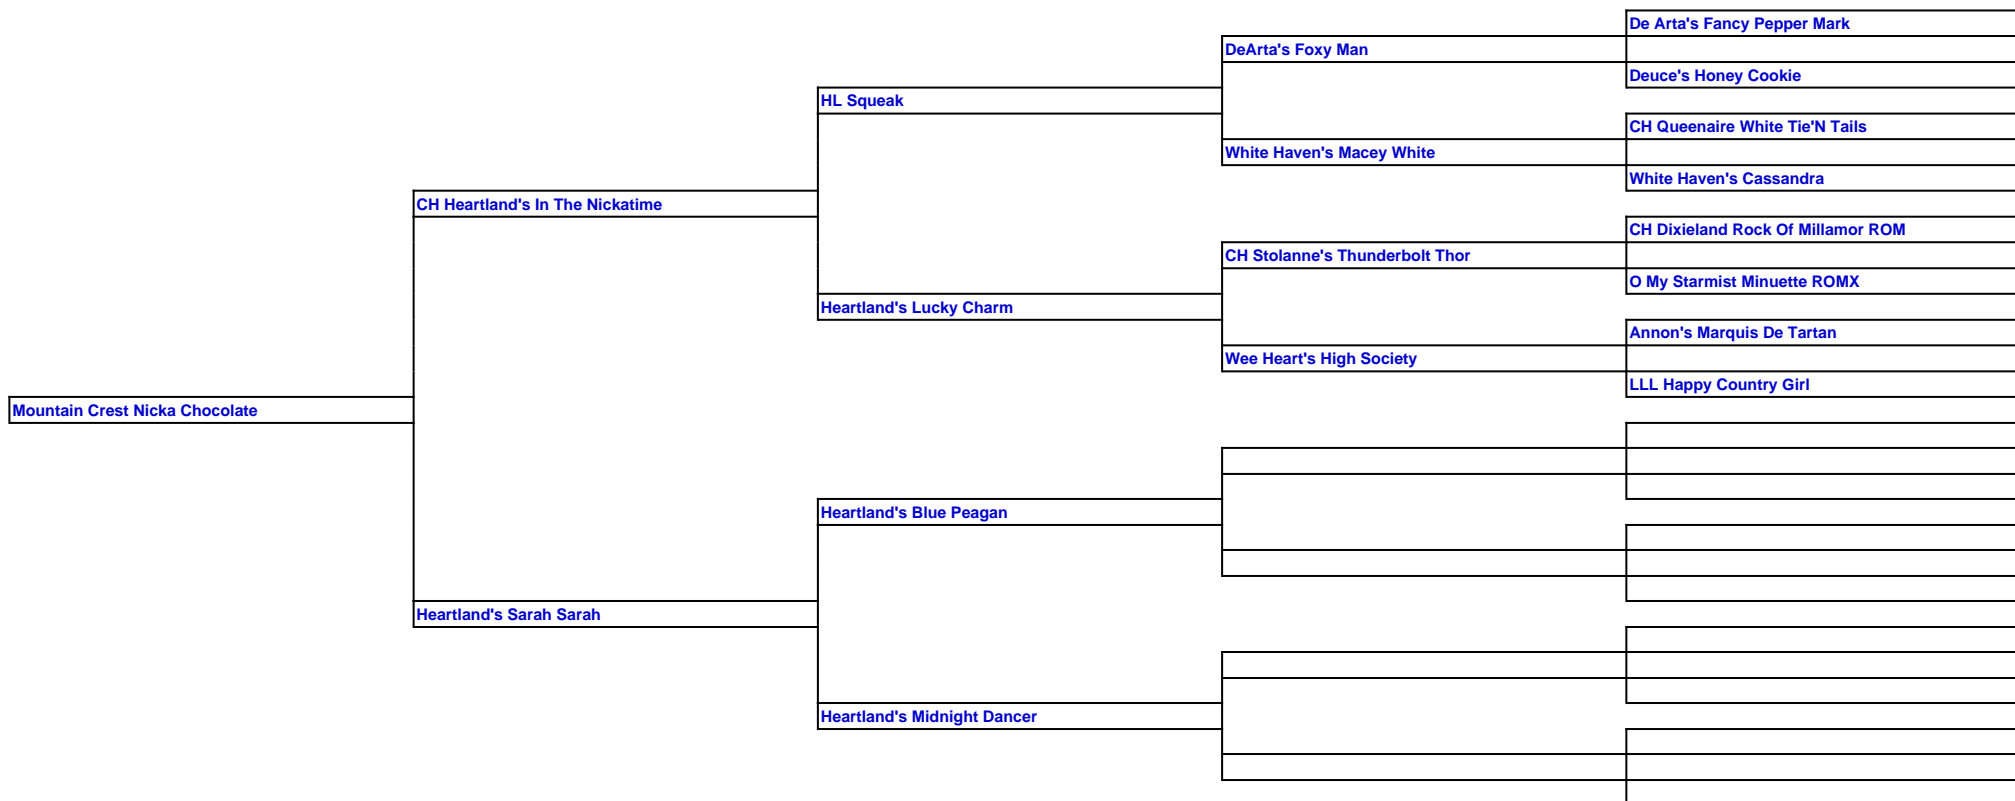 De Arta's Fancy Pepper Mark
DeArta's Foxy Man
Deuce's Honey Cookie
HL Squeak
CH Queenaire White Tie'N Tails
White Haven's Macey White
White Haven's Cassandra
CH Heartland's In The Nickatime
CH Dixieland Rock Of Millamor ROM
CH Stolanne's Thunderbolt Thor
O My Starmist Minuette ROMX
Heartland's Lucky Charm
Annon's Marquis De Tartan
Wee Heart's High Society
LLL Happy Country Girl
Mountain Crest Nicka Chocolate
Heartland's Blue Peagan
Heartland's Sarah Sarah
Heartland's Midnight Dancer